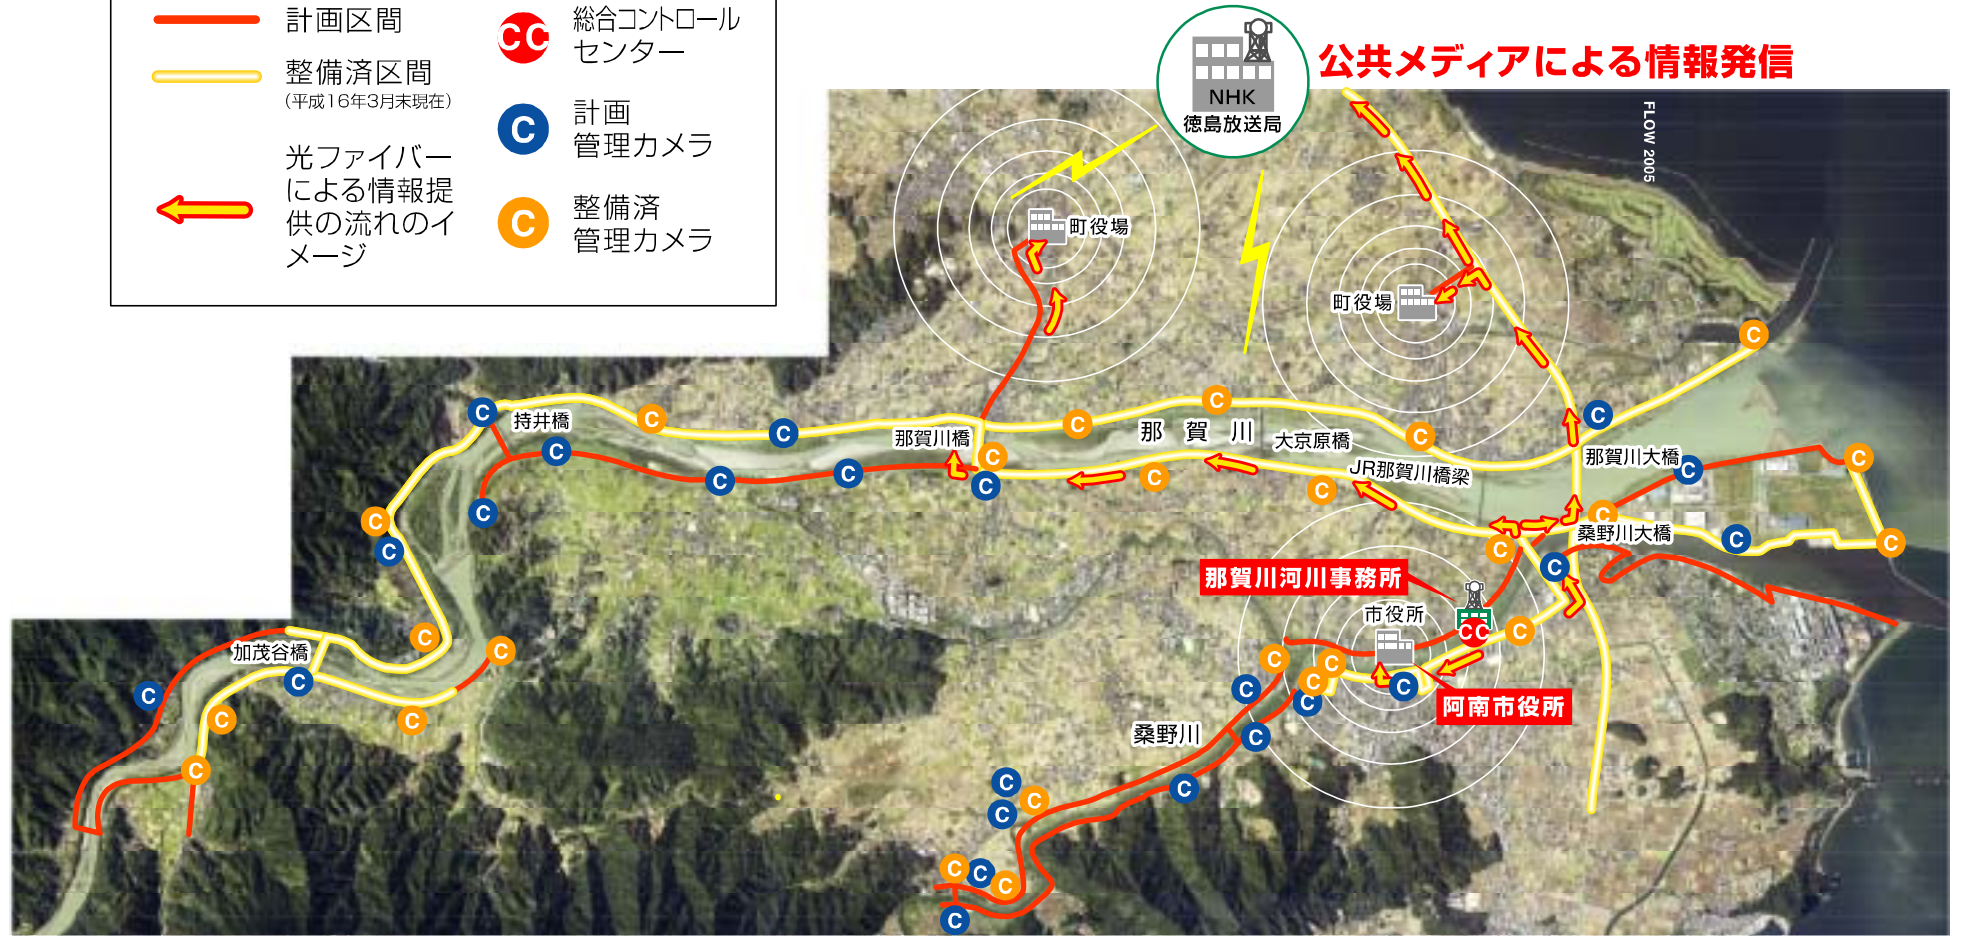 計画区間
整備済区間
(平成16年3月末現在)
光ファイバー
による情報提
供の流れのイ
メージ
CC
総合コントロール
センター
C
計画
管理カメラ
C
整備済
管理カメラ
NHK
徳島放送局
公共メディアによる情報発信
FLOW 2005
町役場
町役場
持井橋
那賀川橋
那賀川
大京原橋
JR那賀川橋梁
那賀川大橋
桑野川大橋
那賀川河川事務所
市役所
CC
阿南市役所
加茂谷橋
桑野川